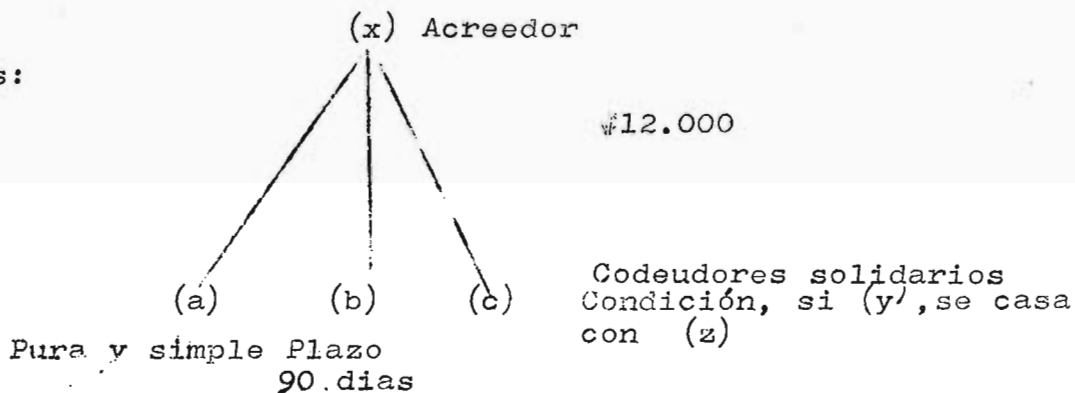 (x) Acreedor
s:
#12.000
(a) (b) (c) Codeudores solidarios
Condición, si (y), se casa
con (z)
Pura y simple Plazo
90.dias